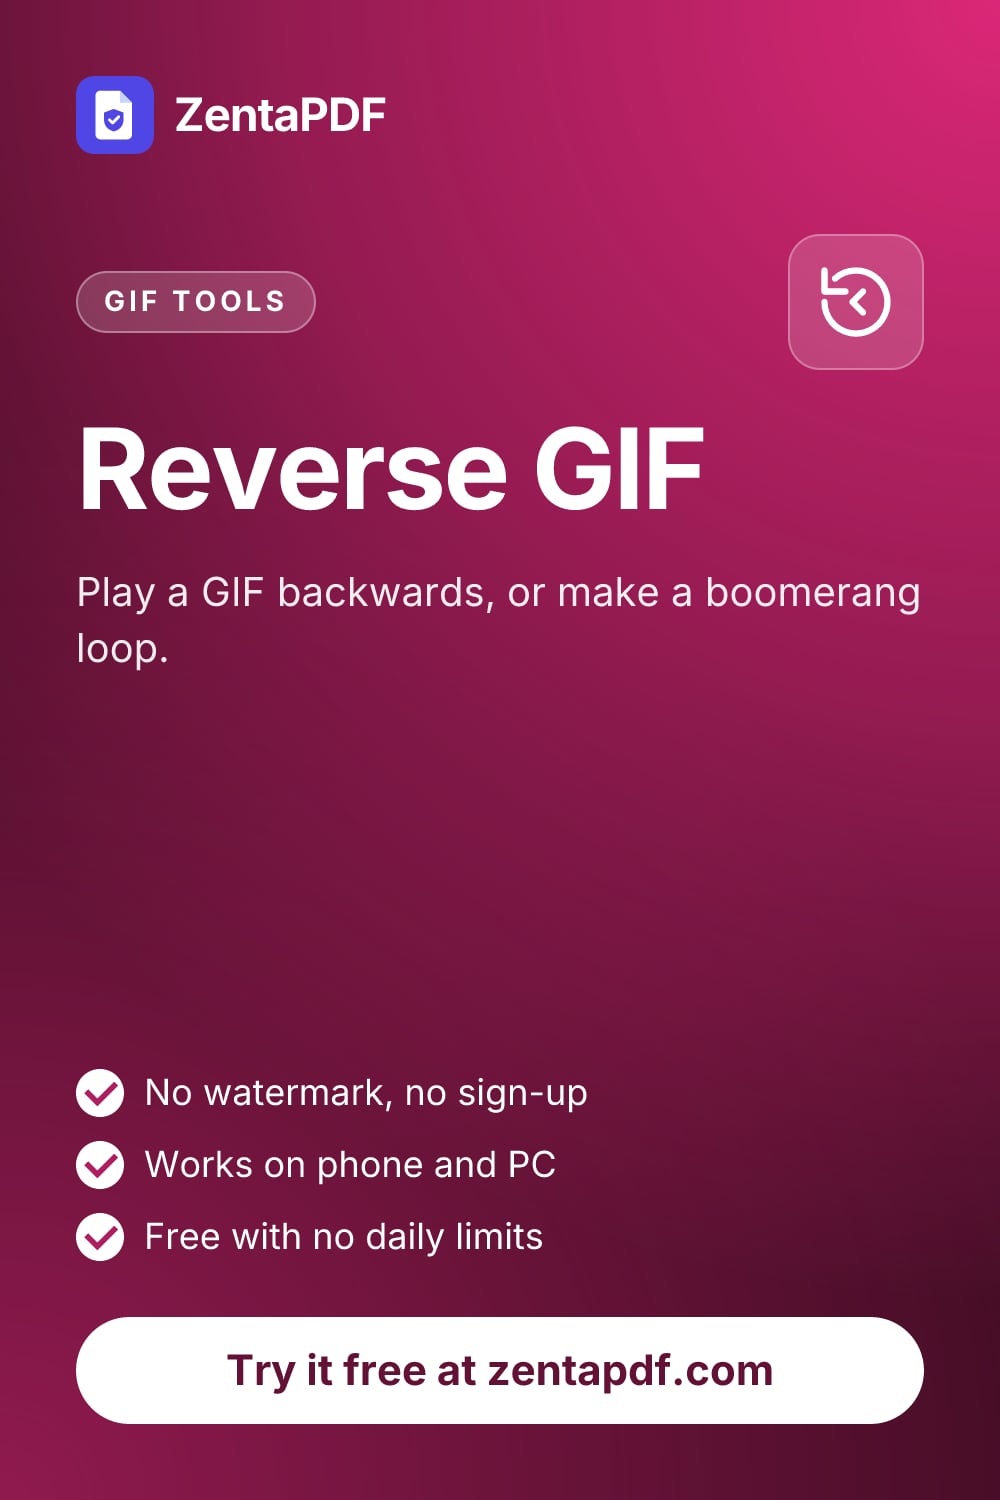 ZentaPDF
GIF TOOLS
Reverse GIF
Play a GIF backwards, or make a boomerang
loop.
No watermark, no sign-up
Works on phone and PC
Free with no daily limits
Try it free at zentapdf.com